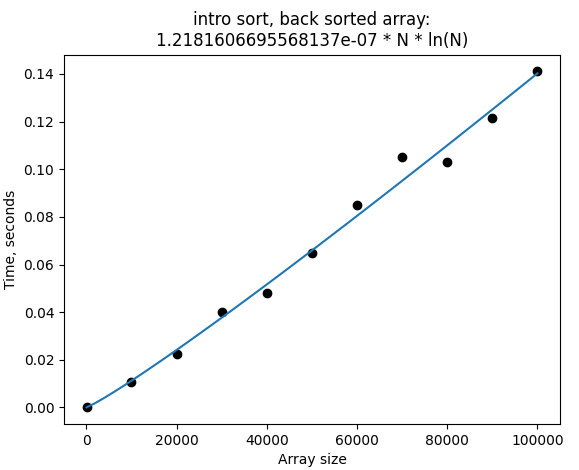 intro sort, back sorted array:
1.2181606695568137e-07 * N * ln(N)
0.14
0.12
0.10
0.08
0.06
0.04
0.02
0.00
Time, seconds
0 20000 40000 60000 80000 100000
Array size